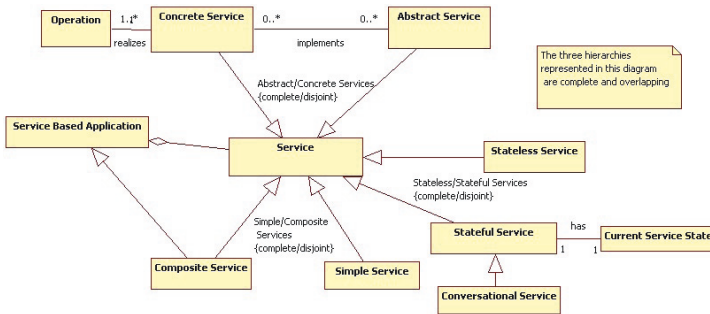 Operation
1..*
Concrete Service
0..*
0..*
Abstract Service
realizes
implements
The three hierarchies
represented in this diagram
are complete and overlapping
Abstract/Concrete Services
{complete/disjoint}
Service Based Application
Service
Stateless Service
Stateless/Stateful Services
{complete/disjoint}
Simple/Composite
Services
{complete/disjoint}
Stateful Service
has
1
1
Current Service State
Composite Service
Simple Service
Conversational Service